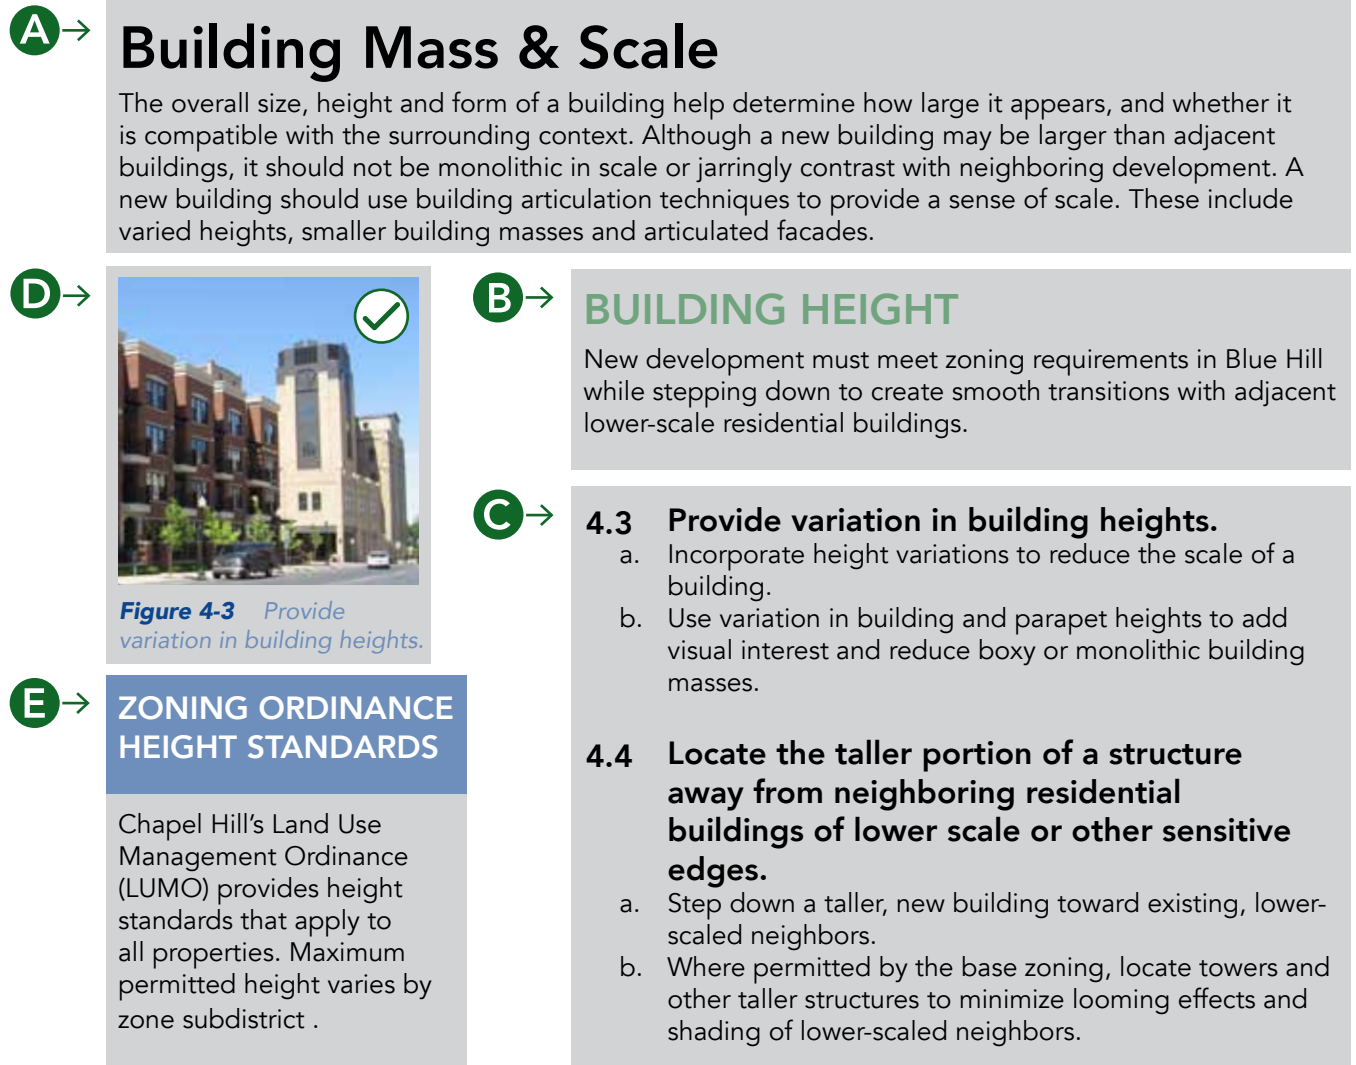 A
Building Mass & Scale
The overall size, height and form of a building help determine how large it appears, and whether it
is compatible with the surrounding context. Although a new building may be larger than adjacent
buildings, it should not be monolithic in scale or jarringly contrast with neighboring development. A
new building should use building articulation techniques to provide a sense of scale. These include
varied heights, smaller building masses and articulated facades.
D
Figure 4-3 Provide
variation in building heights.
E
ZONING ORDINANCE
HEIGHT STANDARDS
Chapel Hill’s Land Use
Management Ordinance
(LUMO) provides height
standards that apply to
all properties. Maximum
permitted height varies by
zone subdistrict .
B
BUILDING HEIGHT
New development must meet zoning requirements in Blue Hill
while stepping down to create smooth transitions with adjacent
lower-scale residential buildings.
C
4.3 Provide variation in building heights.
a. Incorporate height variations to reduce the scale of a
building.
b. Use variation in building and parapet heights to add
visual interest and reduce boxy or monolithic building
masses.
4.4 Locate the taller portion of a structure
away from neighboring residential
buildings of lower scale or other sensitive
edges.
a. Step down a taller, new building toward existing, lower-
scaled neighbors.
b. Where permitted by the base zoning, locate towers and
other taller structures to minimize looming effects and
shading of lower-scaled neighbors.